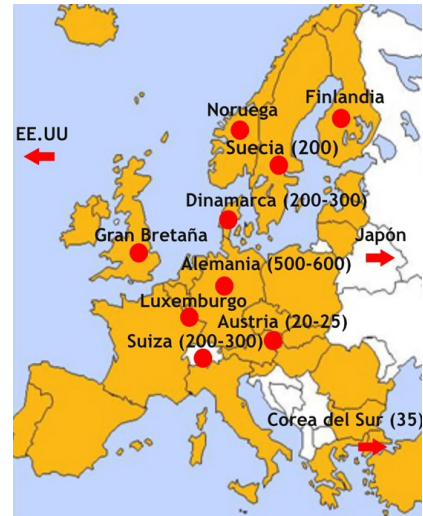 Noruega
Finlandia
EE.UU
Suecia (200)
Dinamarca (200-300)
Gran Bretaña
Japón
Alemania (500-600)
Luxemburgo
Austria (20-25)
Suiza (200-300)
Corea del Sur (35)